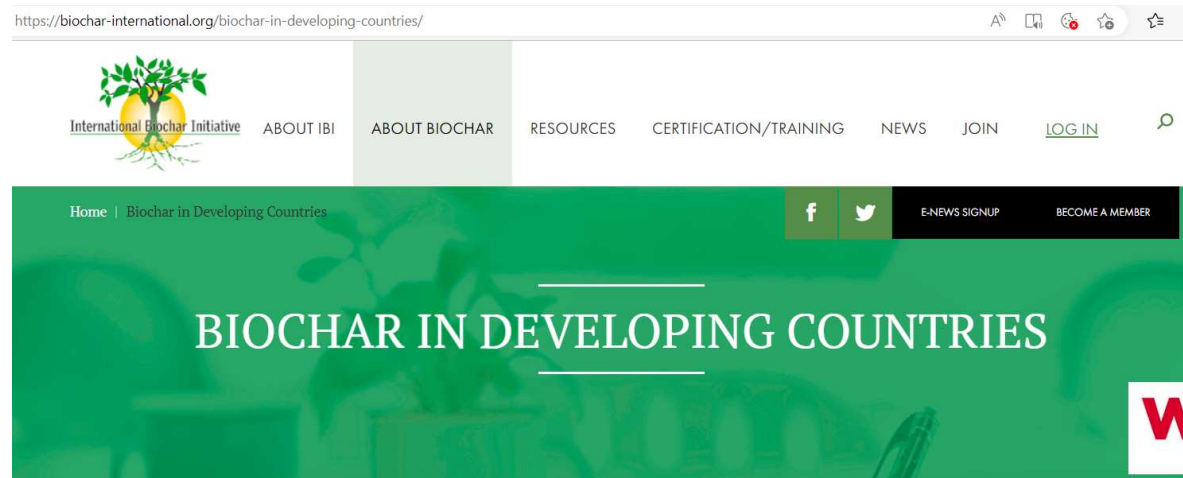 https://biochar-international.org/biochar-in-developing-countries/
International Biochar Initiative
ABOUT IBI
ABOUT BIOCHAR
RESOURCES
CERTIFICATION/TRAINING
NEWS
JOIN
LOG IN
Home | Biochar in Developing Countries
f
E-NEWS SIGNUP
BECOME A MEMBER
BIOCHAR IN DEVELOPING COUNTRIES
W